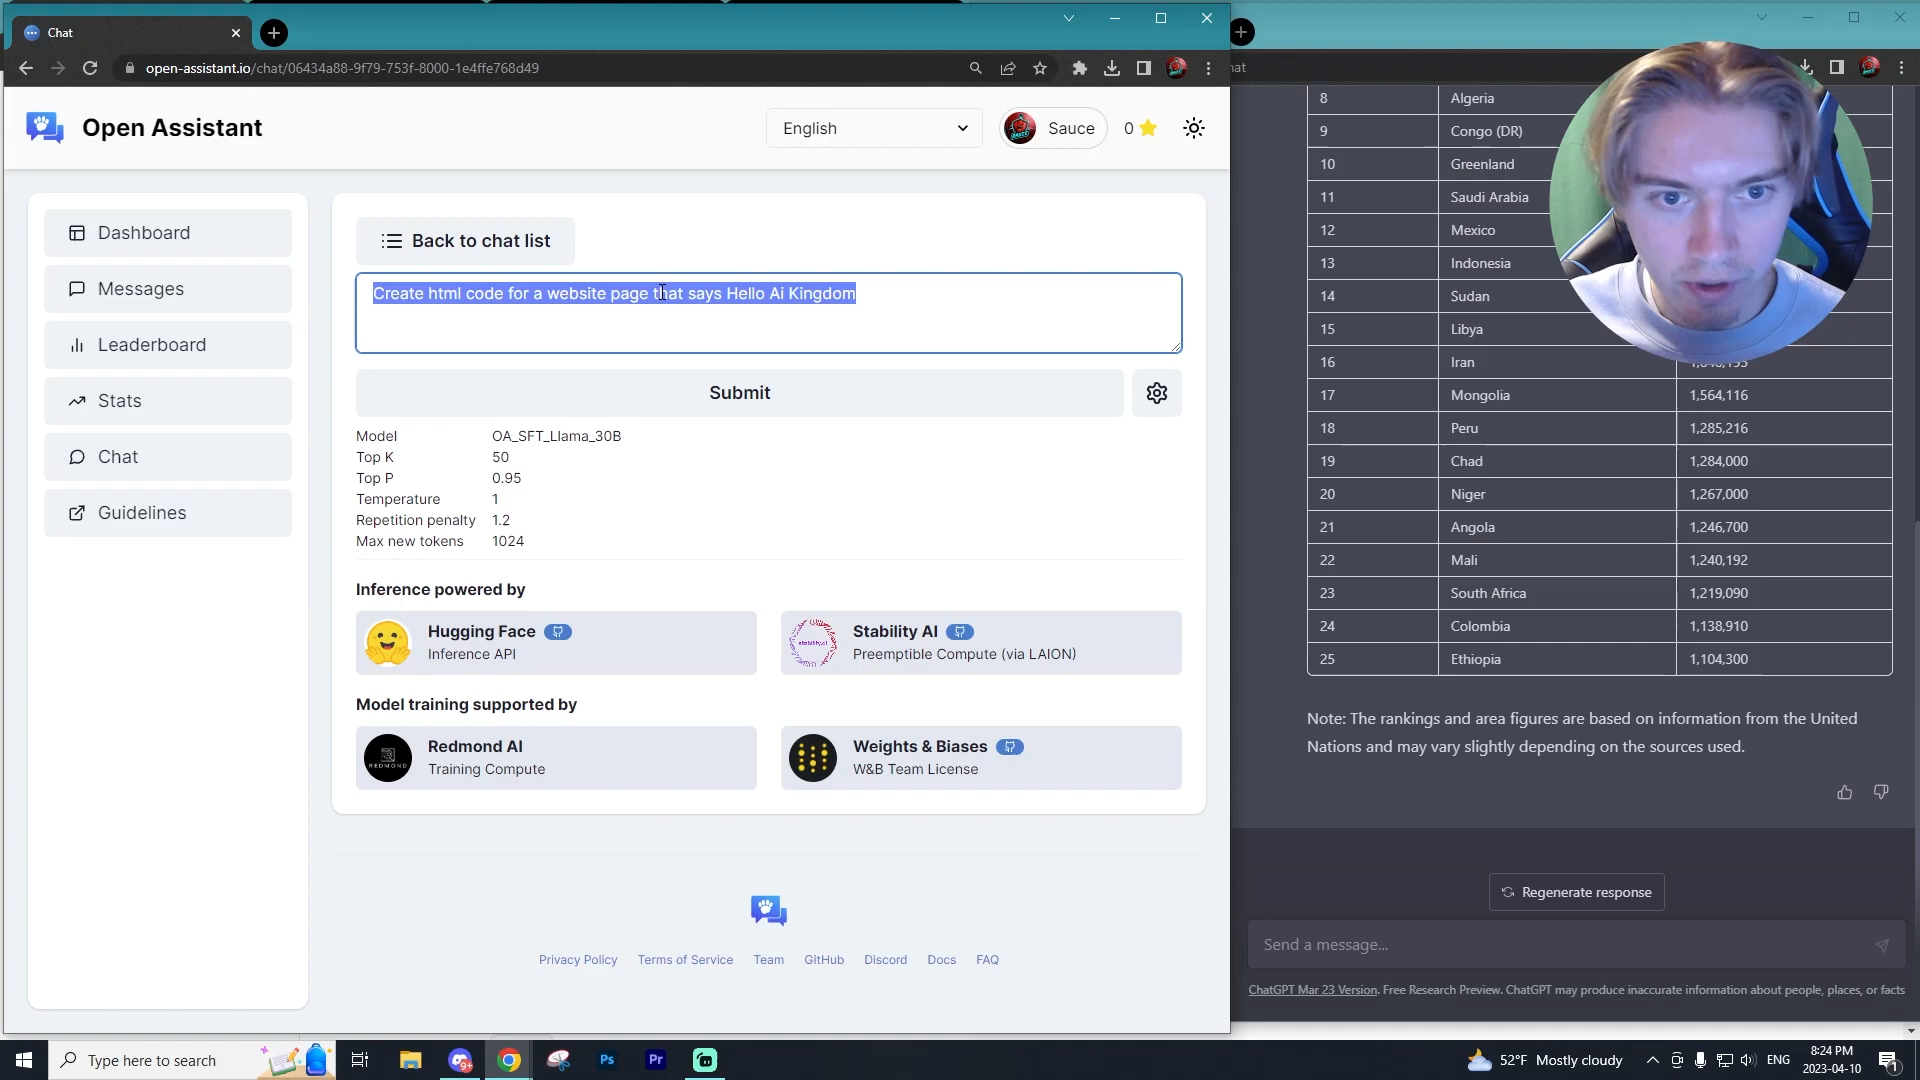 Chat
open-assistant.io/chat/06434a88-9f79-753f-8000-1e4ffe768d49
Open Assistant
English
Sauce
0
Dashboard
Messages
Leaderboard
Stats
Chat
Guidelines
Back to chat list
Create html code for a website page that says Hello Ai Kingdom
Submit
Model OA_SFT_Llama_30B
Top K 50
Top P 0.95
Temperature 1
Repetition penalty 1.2
Max new tokens 1024
Inference powered by
Hugging Face
Inference API
Stability AI
Preemptible Compute (via LAION)
Model training supported by
Redmond AI
Training Compute
REDMOND
Weights & Biases
W&B Team License
Privacy Policy Terms of Service Team GitHub Discord Docs FAQ
8 Algeria
9 Congo (DR)
10 Greenland
11 Saudi Arabia
12 Mexico
13 Indonesia
14 Sudan
15 Libya
16 Iran
17 Mongolia 1,564,116
18 Peru 1,285,216
19 Chad 1,284,000
20 Niger 1,267,000
21 Angola 1,246,700
22 Mali 1,240,192
23 South Africa 1,219,090
24 Colombia 1,138,910
25 Ethiopia 1,104,300
Note: The rankings and area figures are based on information from the United
Nations and may vary slightly depending on the sources used.
Regenerate response
Send a message...
ChatGPT Mar 23 Version. Free Research Preview. ChatGPT may produce inaccurate information about people, places, or facts
Type here to search
9+
Ps
Pr
52°F Mostly cloudy
ENG
8:24 PM
2023-04-10
1